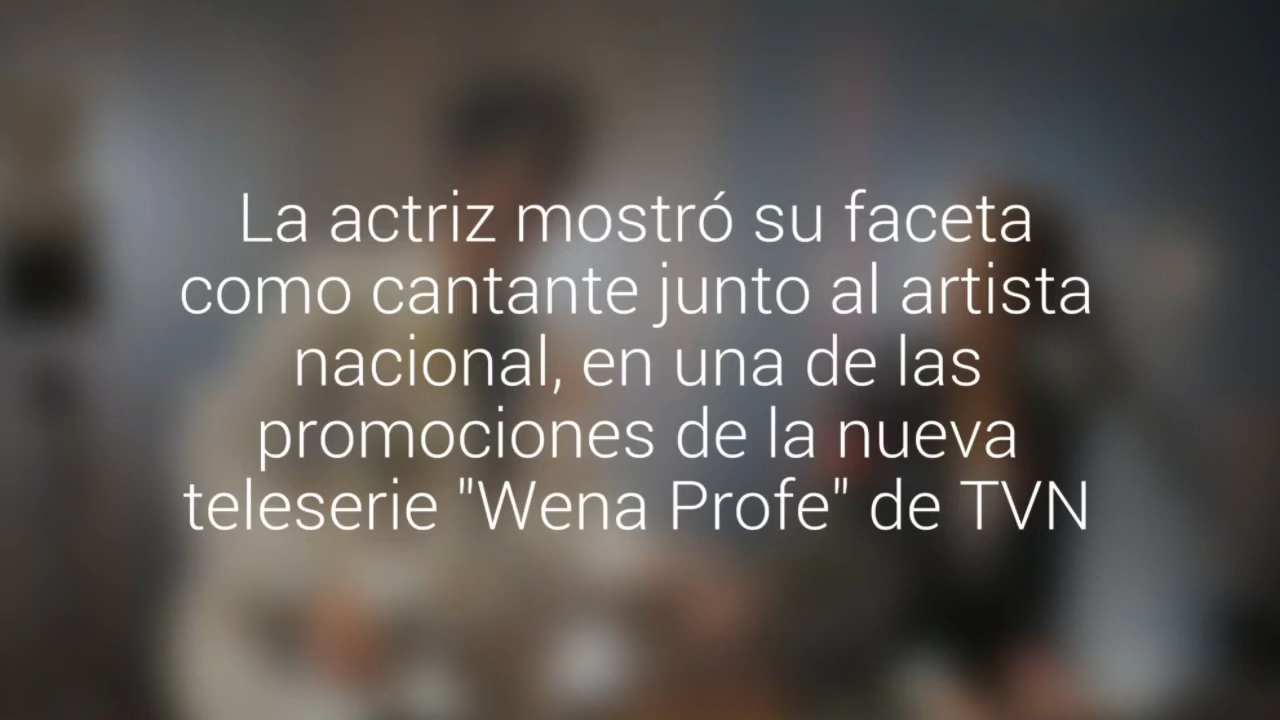 La actriz mostró su faceta
como cantante junto al artista
nacional, en una de las
promociones de la nueva
teleserie "Wena Profe" de TVN